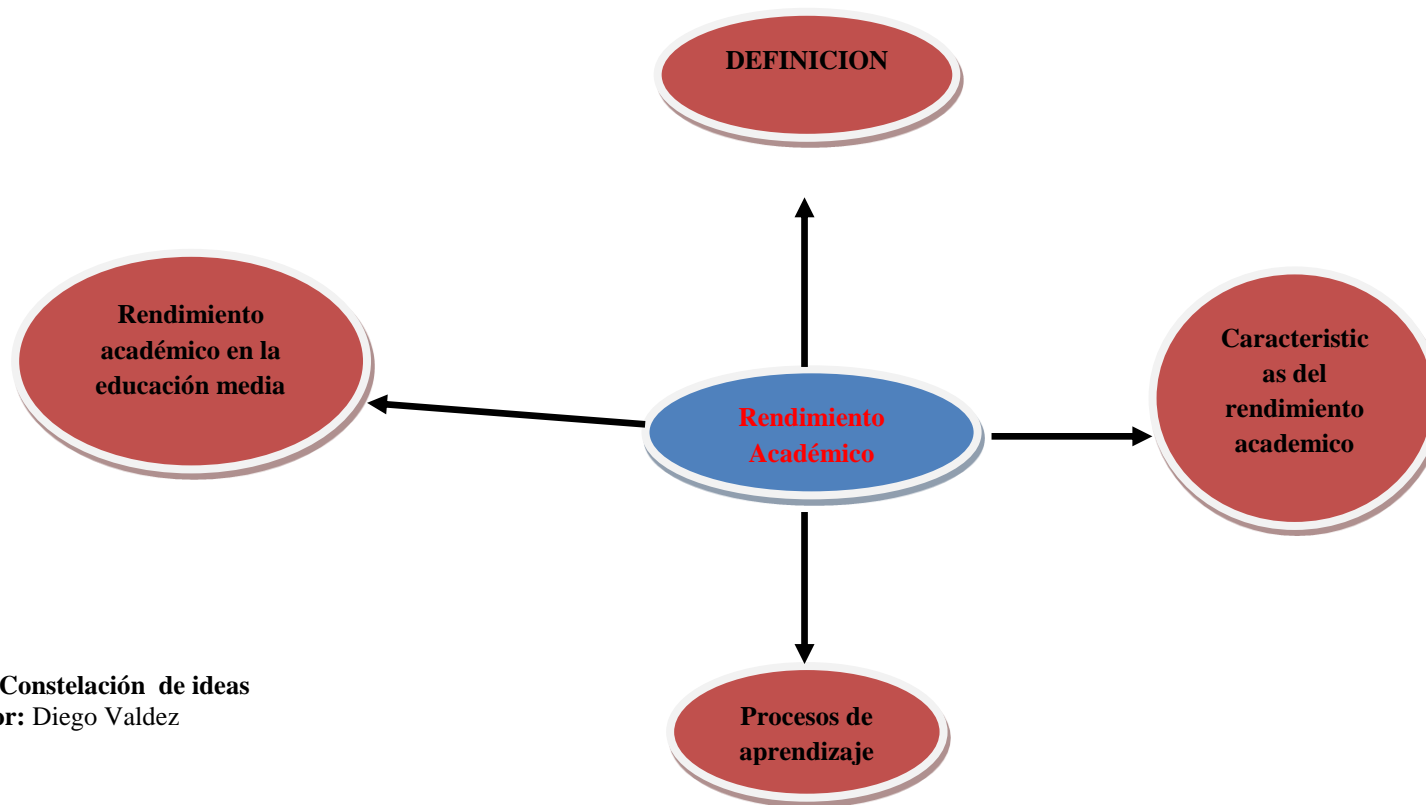 DEFINICION
Rendimiento
académico en la
educación media
Caracteristic
as del
rendimiento
academico
Rendimiento
Académico
Constelación de ideas
or: Diego Valdez
Procesos de
aprendizaje